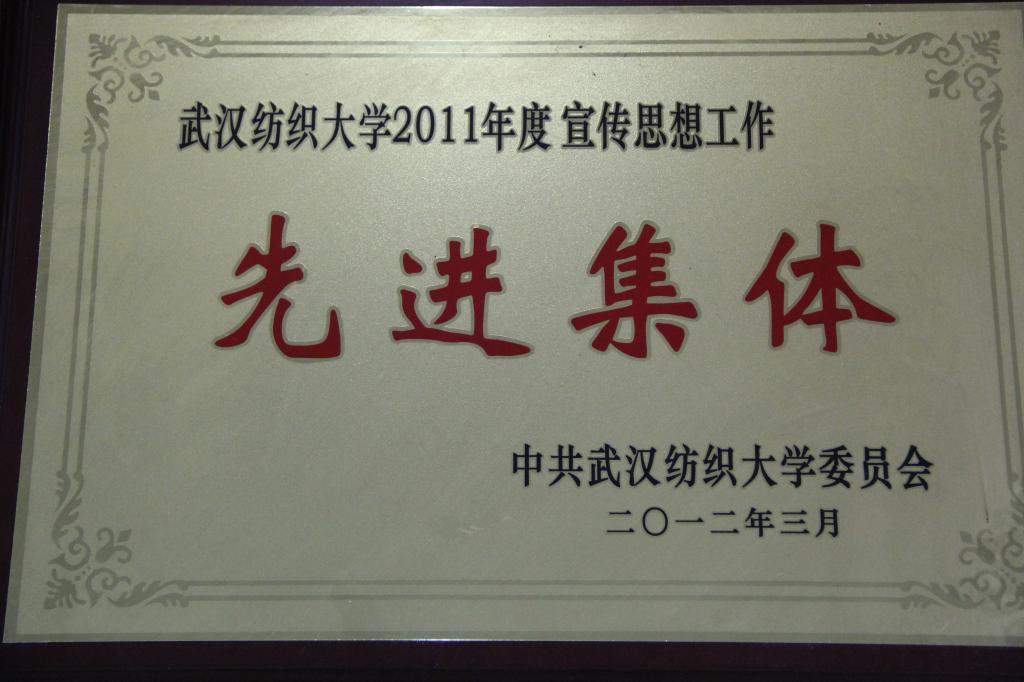 武汉纺织大学2011年度 宣传思想工作
先进集体
中共武汉纺织大学委员会
二〇一二年三月